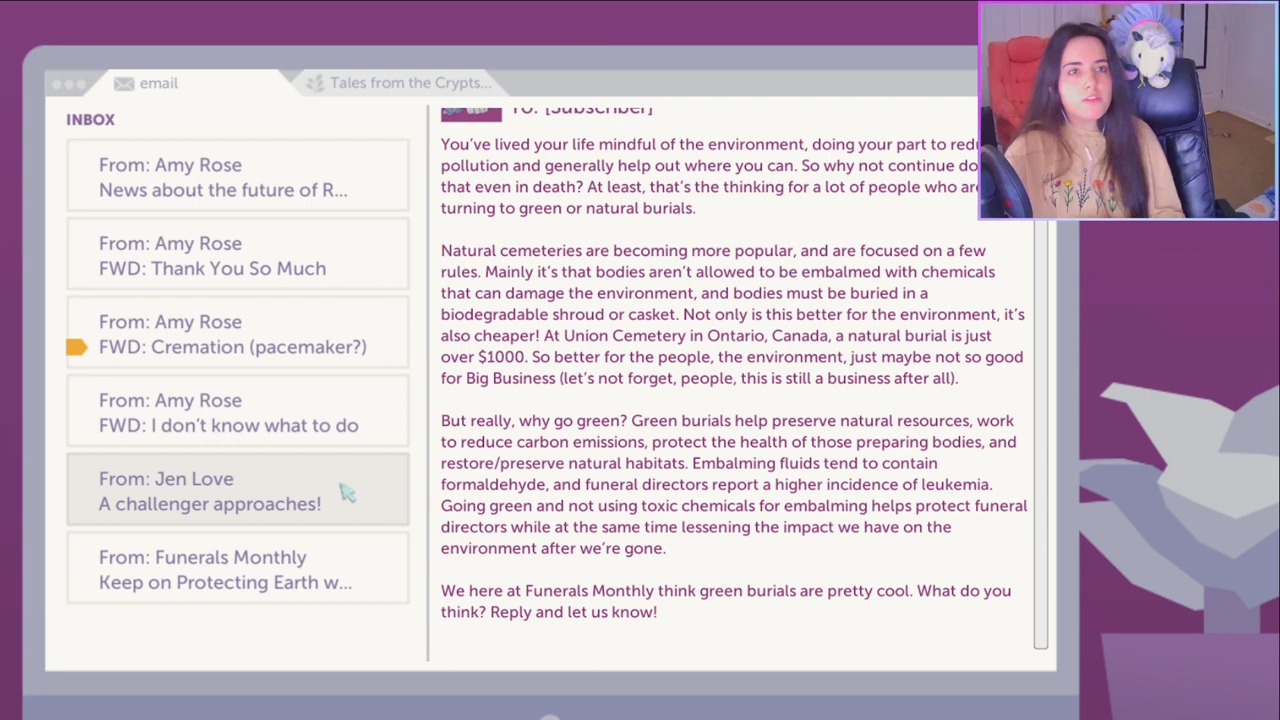 email
Tales from the Crypts...
INBOX
From: Amy Rose
News about the future of R...
From: Amy Rose
FWD: Thank You So Much
From: Amy Rose
FWD: Cremation (pacemaker?)
From: Amy Rose
FWD: I don't know what to do
From: Jen Love
A challenger approaches!
From: Funerals Monthly
Keep on Protecting Earth w...
To: [Subscriber]
You've lived your life mindful of the environment, doing your part to
pollution and generally help out where you can. So why not continue
that even in death? At least, that's the thinking for a lot of people who
turning to green or natural burials.
Natural cemeteries are becoming more popular, and are focused on a few
rules. Mainly it's that bodies aren't allowed to be embalmed with chemicals
that can damage the environment, and bodies must be buried in a
biodegradable shroud or casket. Not only is this better for the environment, it's
also cheaper! At Union Cemetery in Ontario, Canada, a natural burial is just
over $1000. So better for the people, the environment, just maybe not so good
for Big Business (let's not forget, people, this is still a business after all).
But really, why go green? Green burials help preserve natural resources, work
to reduce carbon emissions, protect the health of those preparing bodies, and
restore/preserve natural habitats. Embalming fluids tend to contain
formaldehyde, and funeral directors report a higher incidence of leukemia.
Going green and not using toxic chemicals for embalming helps protect funeral
directors while at the same time lessening the impact we have on the
environment after we're gone.
We here at Funerals Monthly think green burials are pretty cool. What do you
think? Reply and let us know!